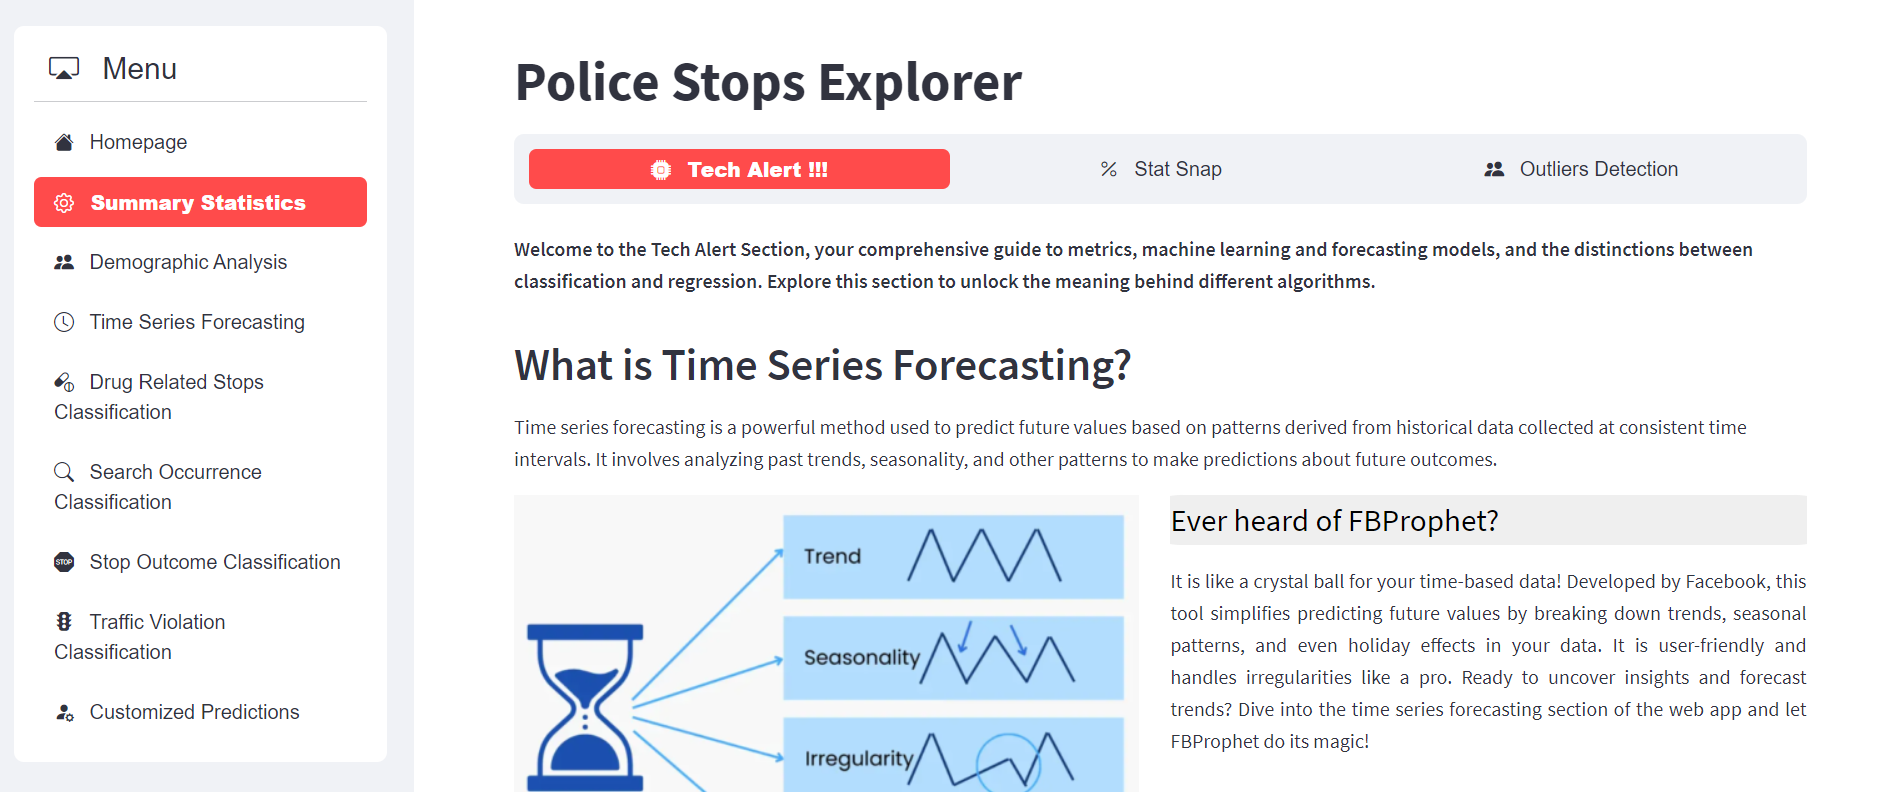 Menu
Homepage
Summary Statistics
Demographic Analysis
Time Series Forecasting
Drug Related Stops
Classification
Search Occurrence
Classification
STOP Stop Outcome Classification
Traffic Violation
Classification
Customized Predictions
Police Stops Explorer
Tech Alert !!!
% Stat Snap
Outliers Detection
Welcome to the Tech Alert Section, your comprehensive guide to metrics, machine learning and forecasting models, and the distinctions between
classification and regression. Explore this section to unlock the meaning behind different algorithms.
What is Time Series Forecasting?
Time series forecasting is a powerful method used to predict future values based on patterns derived from historical data collected at consistent time
intervals. It involves analyzing past trends, seasonality, and other patterns to make predictions about future outcomes.
Trend
Seasonality
Irregularity
Ever heard of FBProphet?
It is like a crystal ball for your time-based data! Developed by Facebook, this
tool simplifies predicting future values by breaking down trends, seasonal
patterns, and even holiday effects in your data. It is user-friendly and
handles irregularities like a pro. Ready to uncover insights and forecast
trends? Dive into the time series forecasting section of the web app and let
FBProphet do its magic!